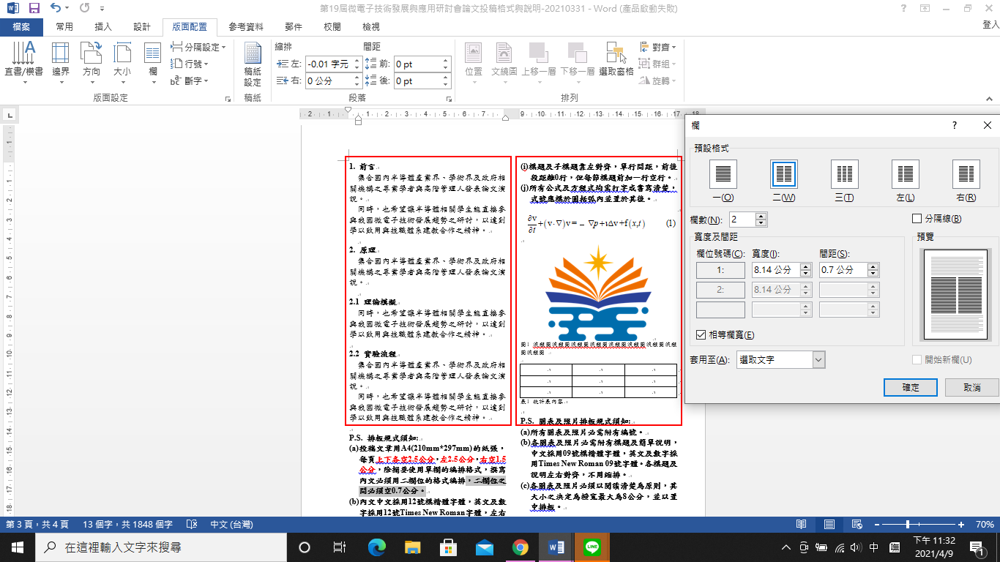 第19屆微電子技術發展與應用研討會論文投稿格式與說明-20210331 - Word (產品啟動失敗)
檔案 常用 插入 設計 版面配置 參考資料 郵件 校閱 檢視 登入
直書/橫書 邊界 方向 大小 欄 分隔設定 行號 斷字
版面設定
稿紙設定
稿紙
縮排 間距
左: -0.01 字元 前: 0 pt
右: 0 公分 後: 0 pt
段落
位置 文繞圖 上移一層 下移一層 選取窗格 對齊 群組 旋轉
排列
1. 前言
集合國內半導體產業界、學術界及政府相
關機構之專業學者與高階管理人發表論文演
說。
同時,也希望讓半導體相關學生能直接參
與我國微電子技術發展趨勢之研討,以達到
學以致用與技職體系建教合作之精神。
2. 原理
集合國內半導體產業界、學術界及政府相
關機構之專業學者與高階管理人發表論文演
說。
2.1 理論模擬
同時,也希望讓半導體相關學生能直接參
與我國微電子技術發展趨勢之研討,以達到
學以致用與技職體系建教合作之精神。
2.2 實驗流程
集合國內半導體產業界、學術界及政府相
關機構之專業學者與高階管理人發表論文演
說。
同時,也希望讓半導體相關學生能直接參
與我國微電子技術發展趨勢之研討,以達到
學以致用與技職體系建教合作之精神。
P.S. 排版規式須知:
(a)投稿文章用A4(210mm*297mm)的紙張,
每頁上下各空2.5公分,左2.5公分,右空1.5
公分,除摘要使用單欄的編排格式,撰寫
內文必須用二欄位的格式編排,二欄位之
間必須空0.7公分。
(b)內文中文採用12號標楷體字體,英文及數
字採用12號Times New Roman字體,左右
(i)標題及子標題靠左對齊,單行間距,前後
段距離0行,但每節標題前加一行空行。
(j)所有公式及方程式均需打字或書寫清楚,
式號應標於圓括弧內並置於其後。
∂v/∂t+(v·∇)v=–∇p+νΔv+f(x,t) (1)
圖1 流程圖流程圖流程圖流程圖流程圖流程圖流程圖流程
圖流程圖
表1 統計表內容
P.S. 圖表及照片排板規式須知:
(a)所有圖表及照片必需附有編號。
(b)各圖表及照片必需附有標題及簡單說明,
中文採用09號標楷體字體,英文及數字採
用Times New Roman 09號字體。各標題及
說明左右對齊,不用縮排。
(c)各圖表及照片必須以閱讀清楚為原則,其
大小之決定為橫寬最大為8公分,並以置
中排板。
欄 ? ✕
預設格式
一(O) 二(W) 三(T) 左(L) 右(R)
欄數(N): 2 分隔線(B)
寬度及間距 預覽
欄位號碼(C): 寬度(I): 間距(S):
1: 8.14 公分 0.7 公分
2: 8.14 公分
相等欄寬(E)
套用至(A): 選取文字 開始新欄(U)
確定 取消
第 3 頁，共 4 頁 13 個字，共 1848 個字 中文 (台灣) 70%
在這裡輸入文字來搜尋 中 下午 11:32
2021/4/9